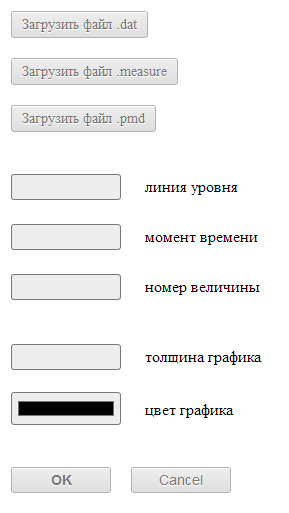 Загрузить файл .dat
Загрузить файл .measure
Загрузить файл .pmd
линия уровня
момент времени
номер величины
толщина графика
цвет графика
OK Cancel